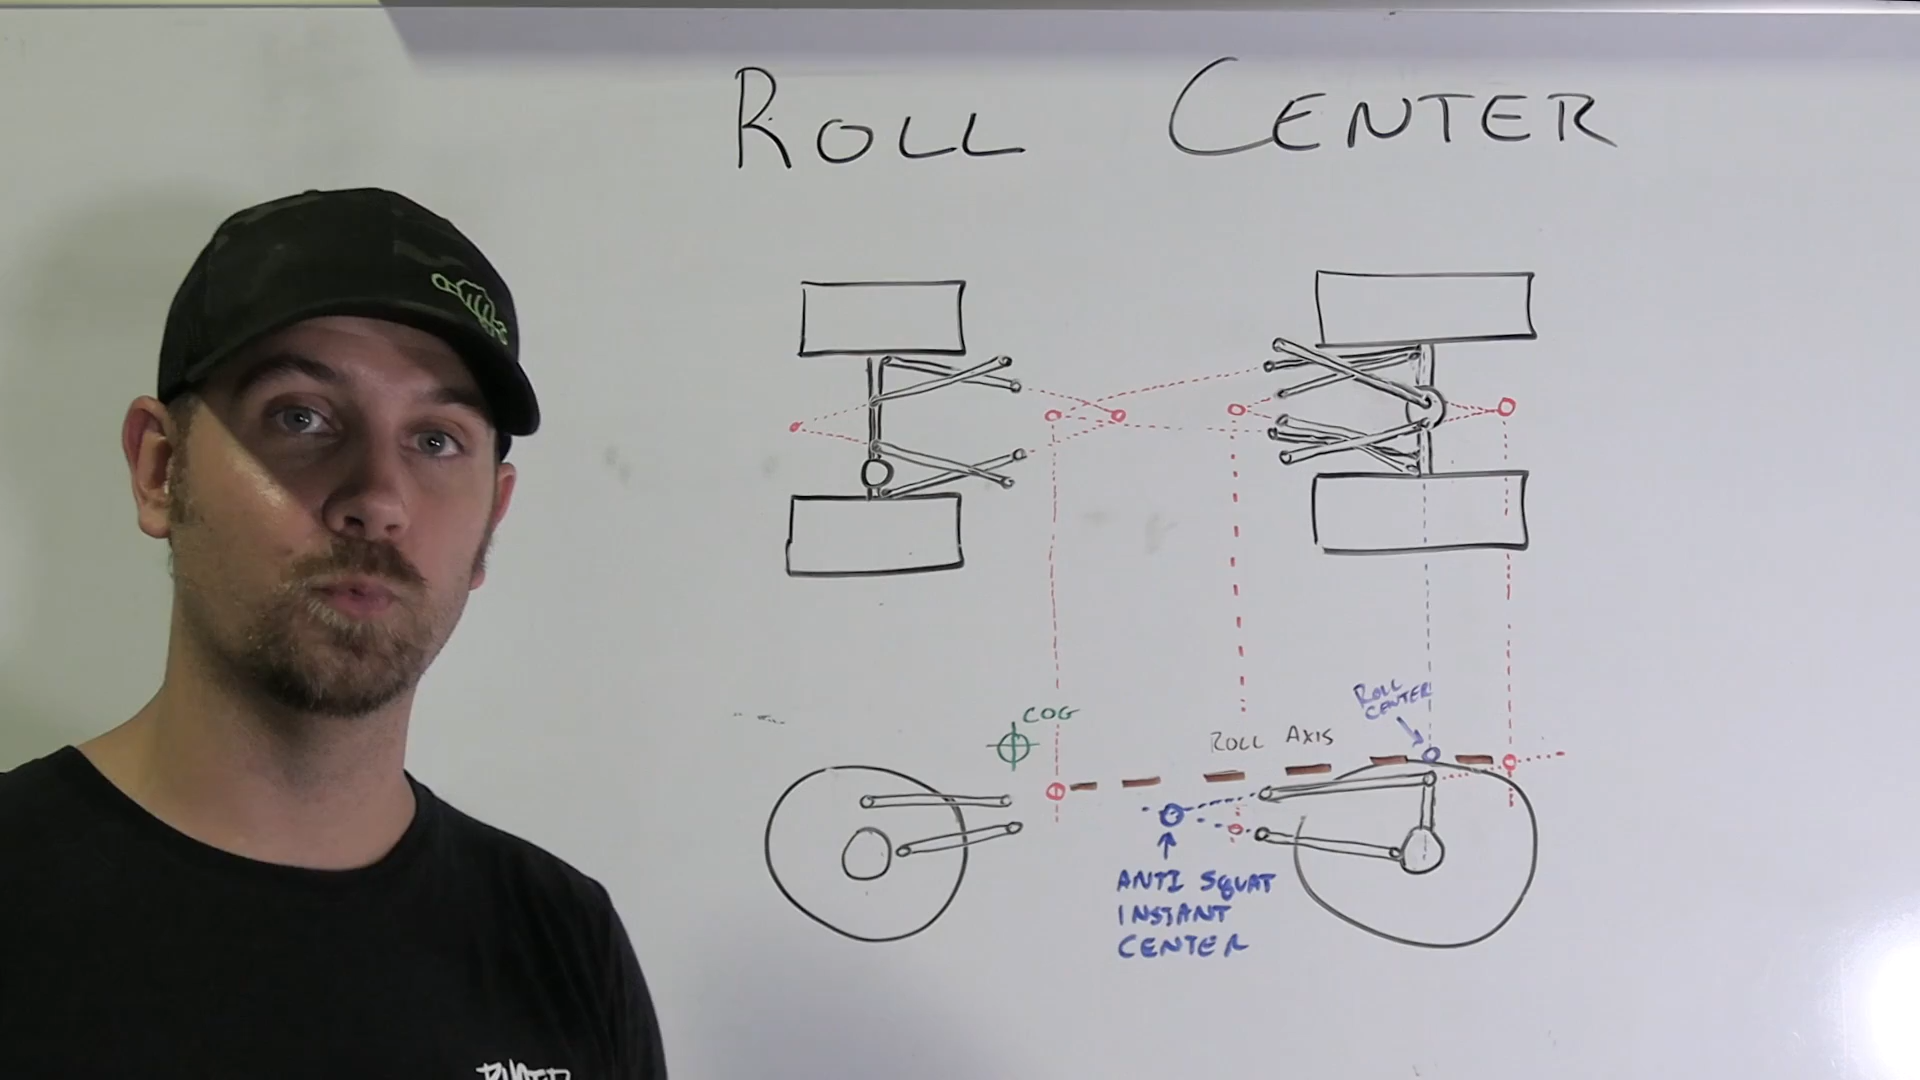 ROLL CENTER
ROLL
CENTER
COG
ROLL AXIS
ANTI SQUAT
INSTANT
CENTER